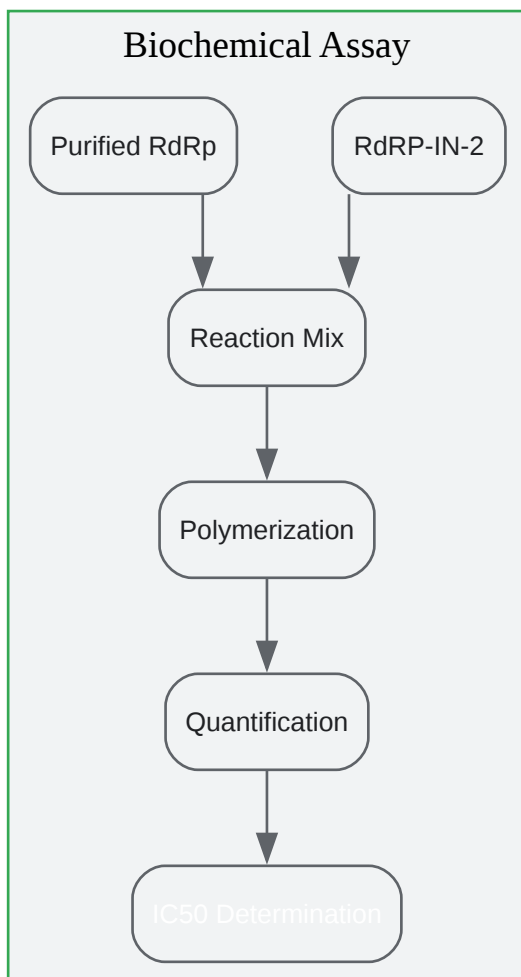 Biochemical Assay
Purified RdRp
RdRP-IN-2
Reaction Mix
Polymerization
Quantification
IC50 Determination